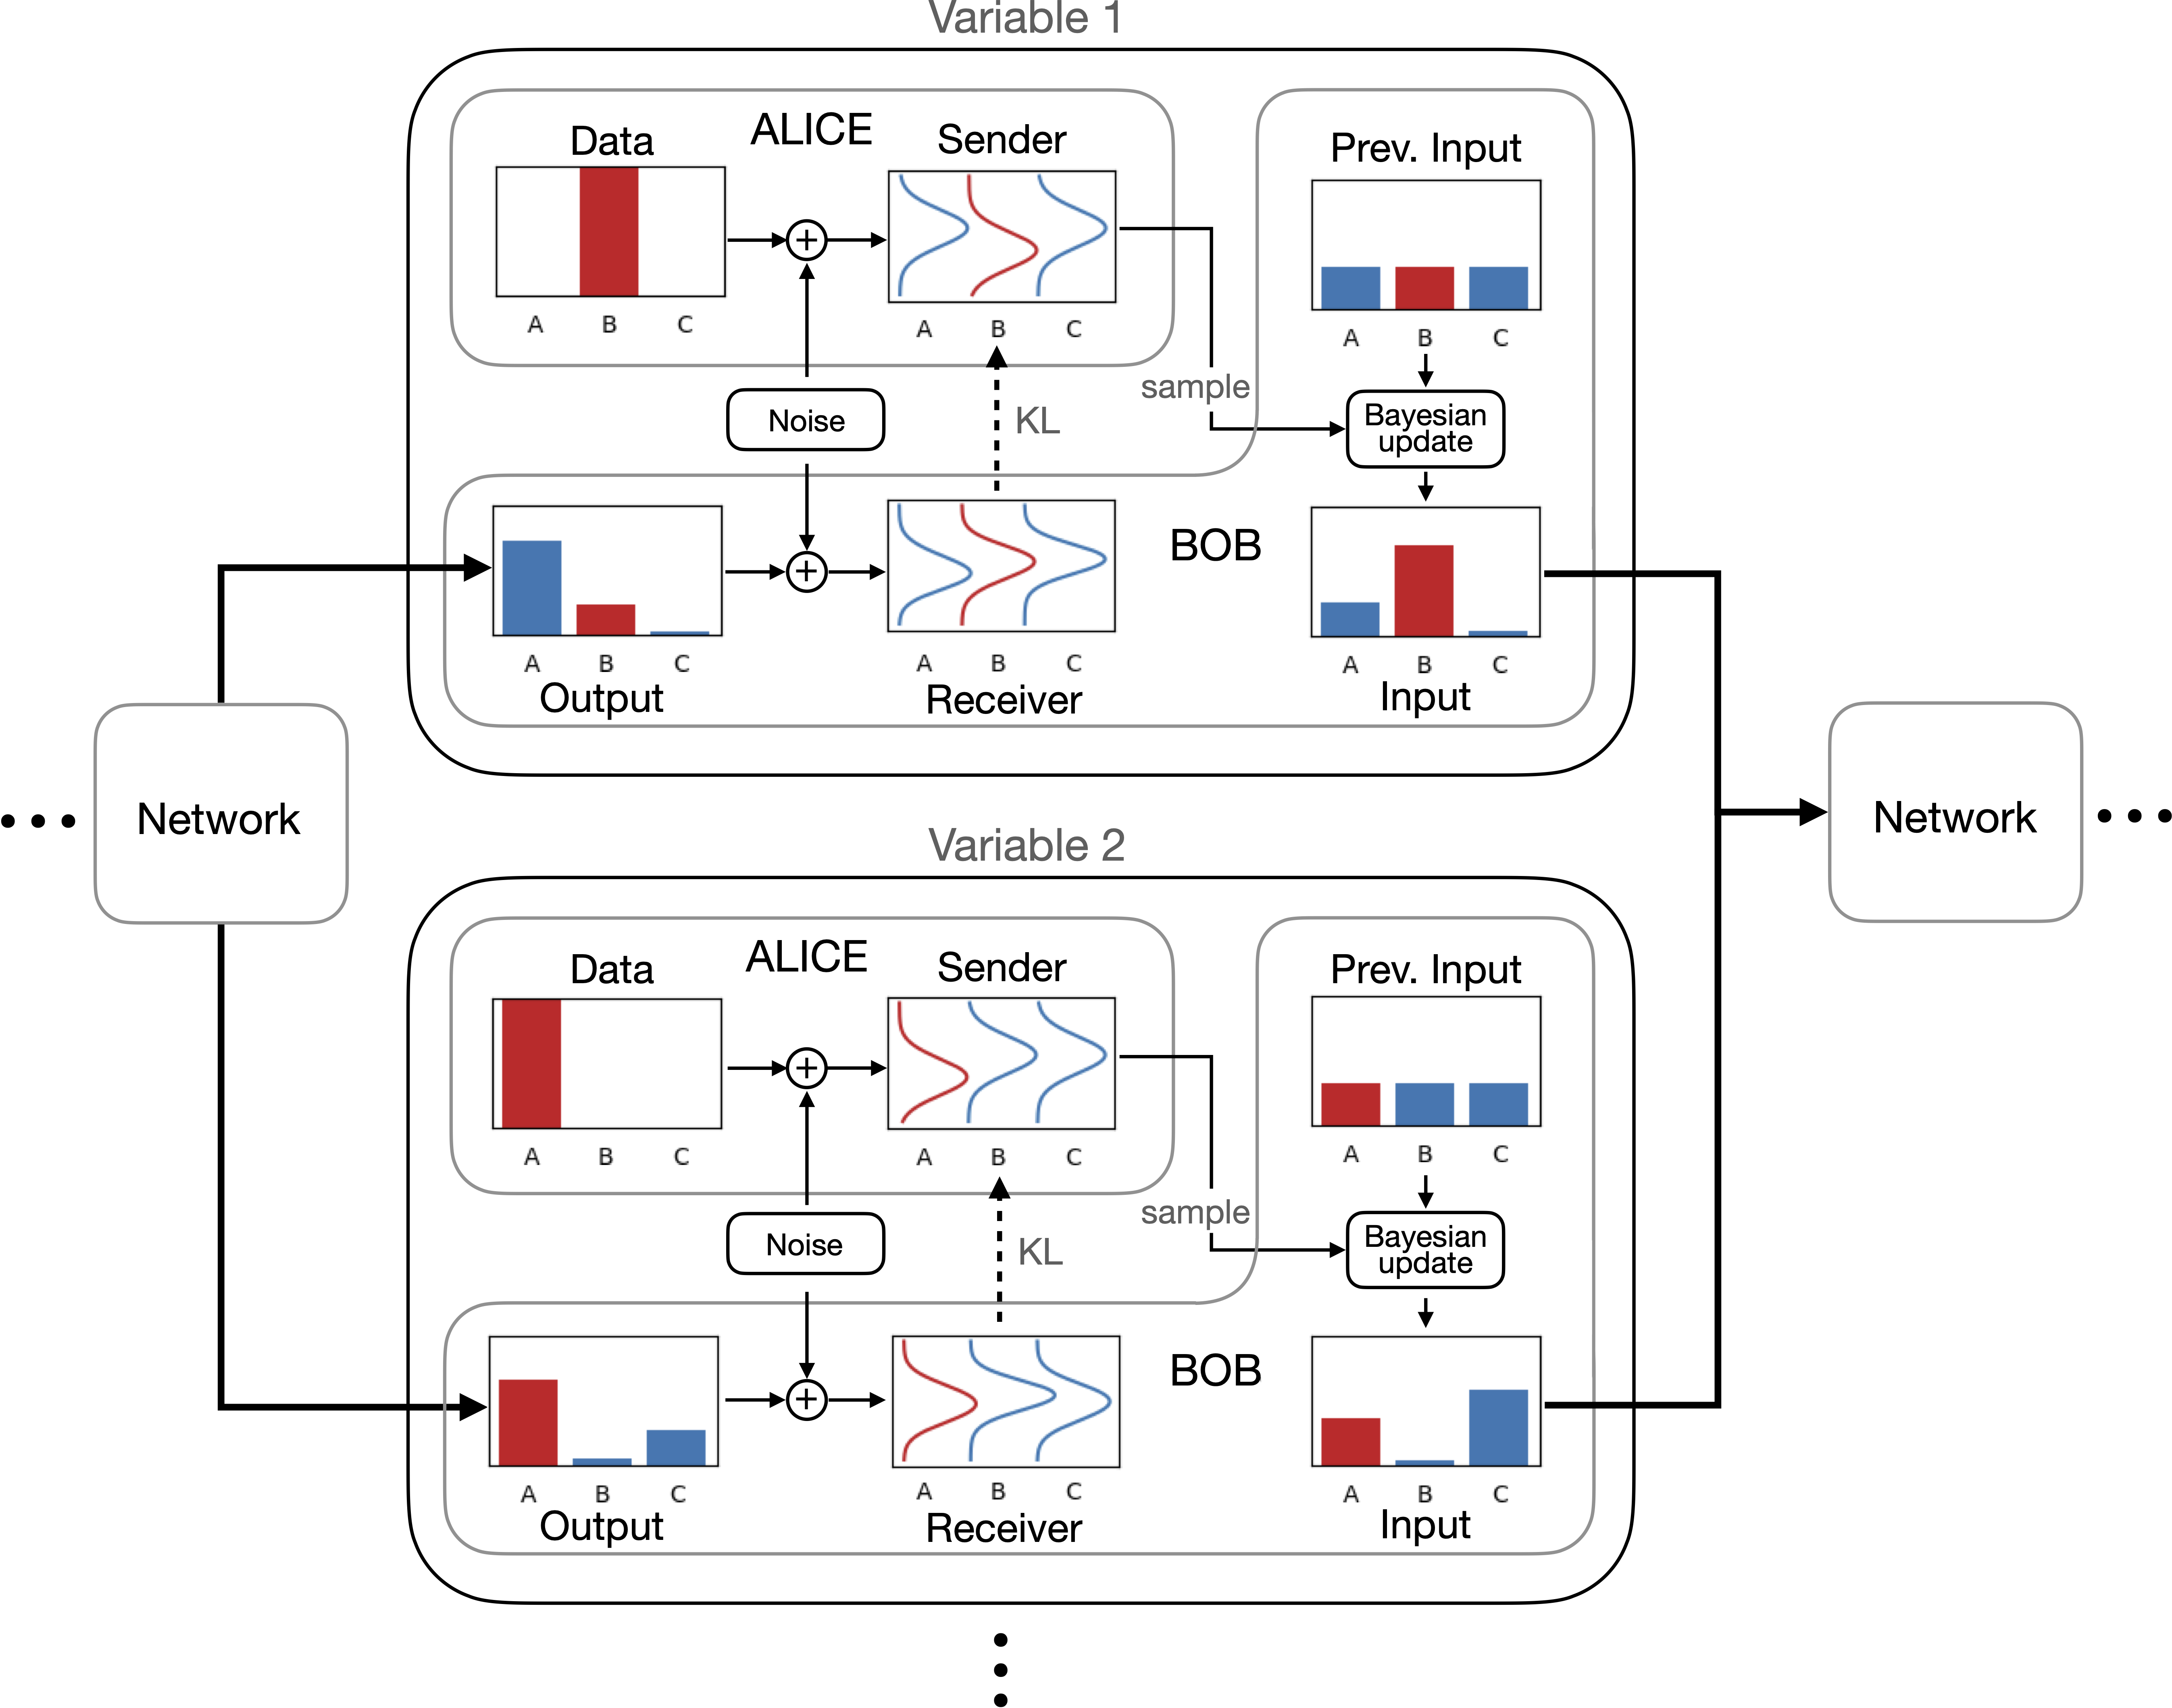 Variable 1
ALICE
Data
Sender
Prev. Input
A B C
A B C
A B C
sample
Noise
KL
Bayesian
update
BOB
A B C
A B C
A B C
Output
Receiver
Input
Network
Network
Variable 2
ALICE
Data
Sender
Prev. Input
A B C
A B C
A B C
sample
Noise
KL
Bayesian
update
BOB
A B C
A B C
A B C
Output
Receiver
Input